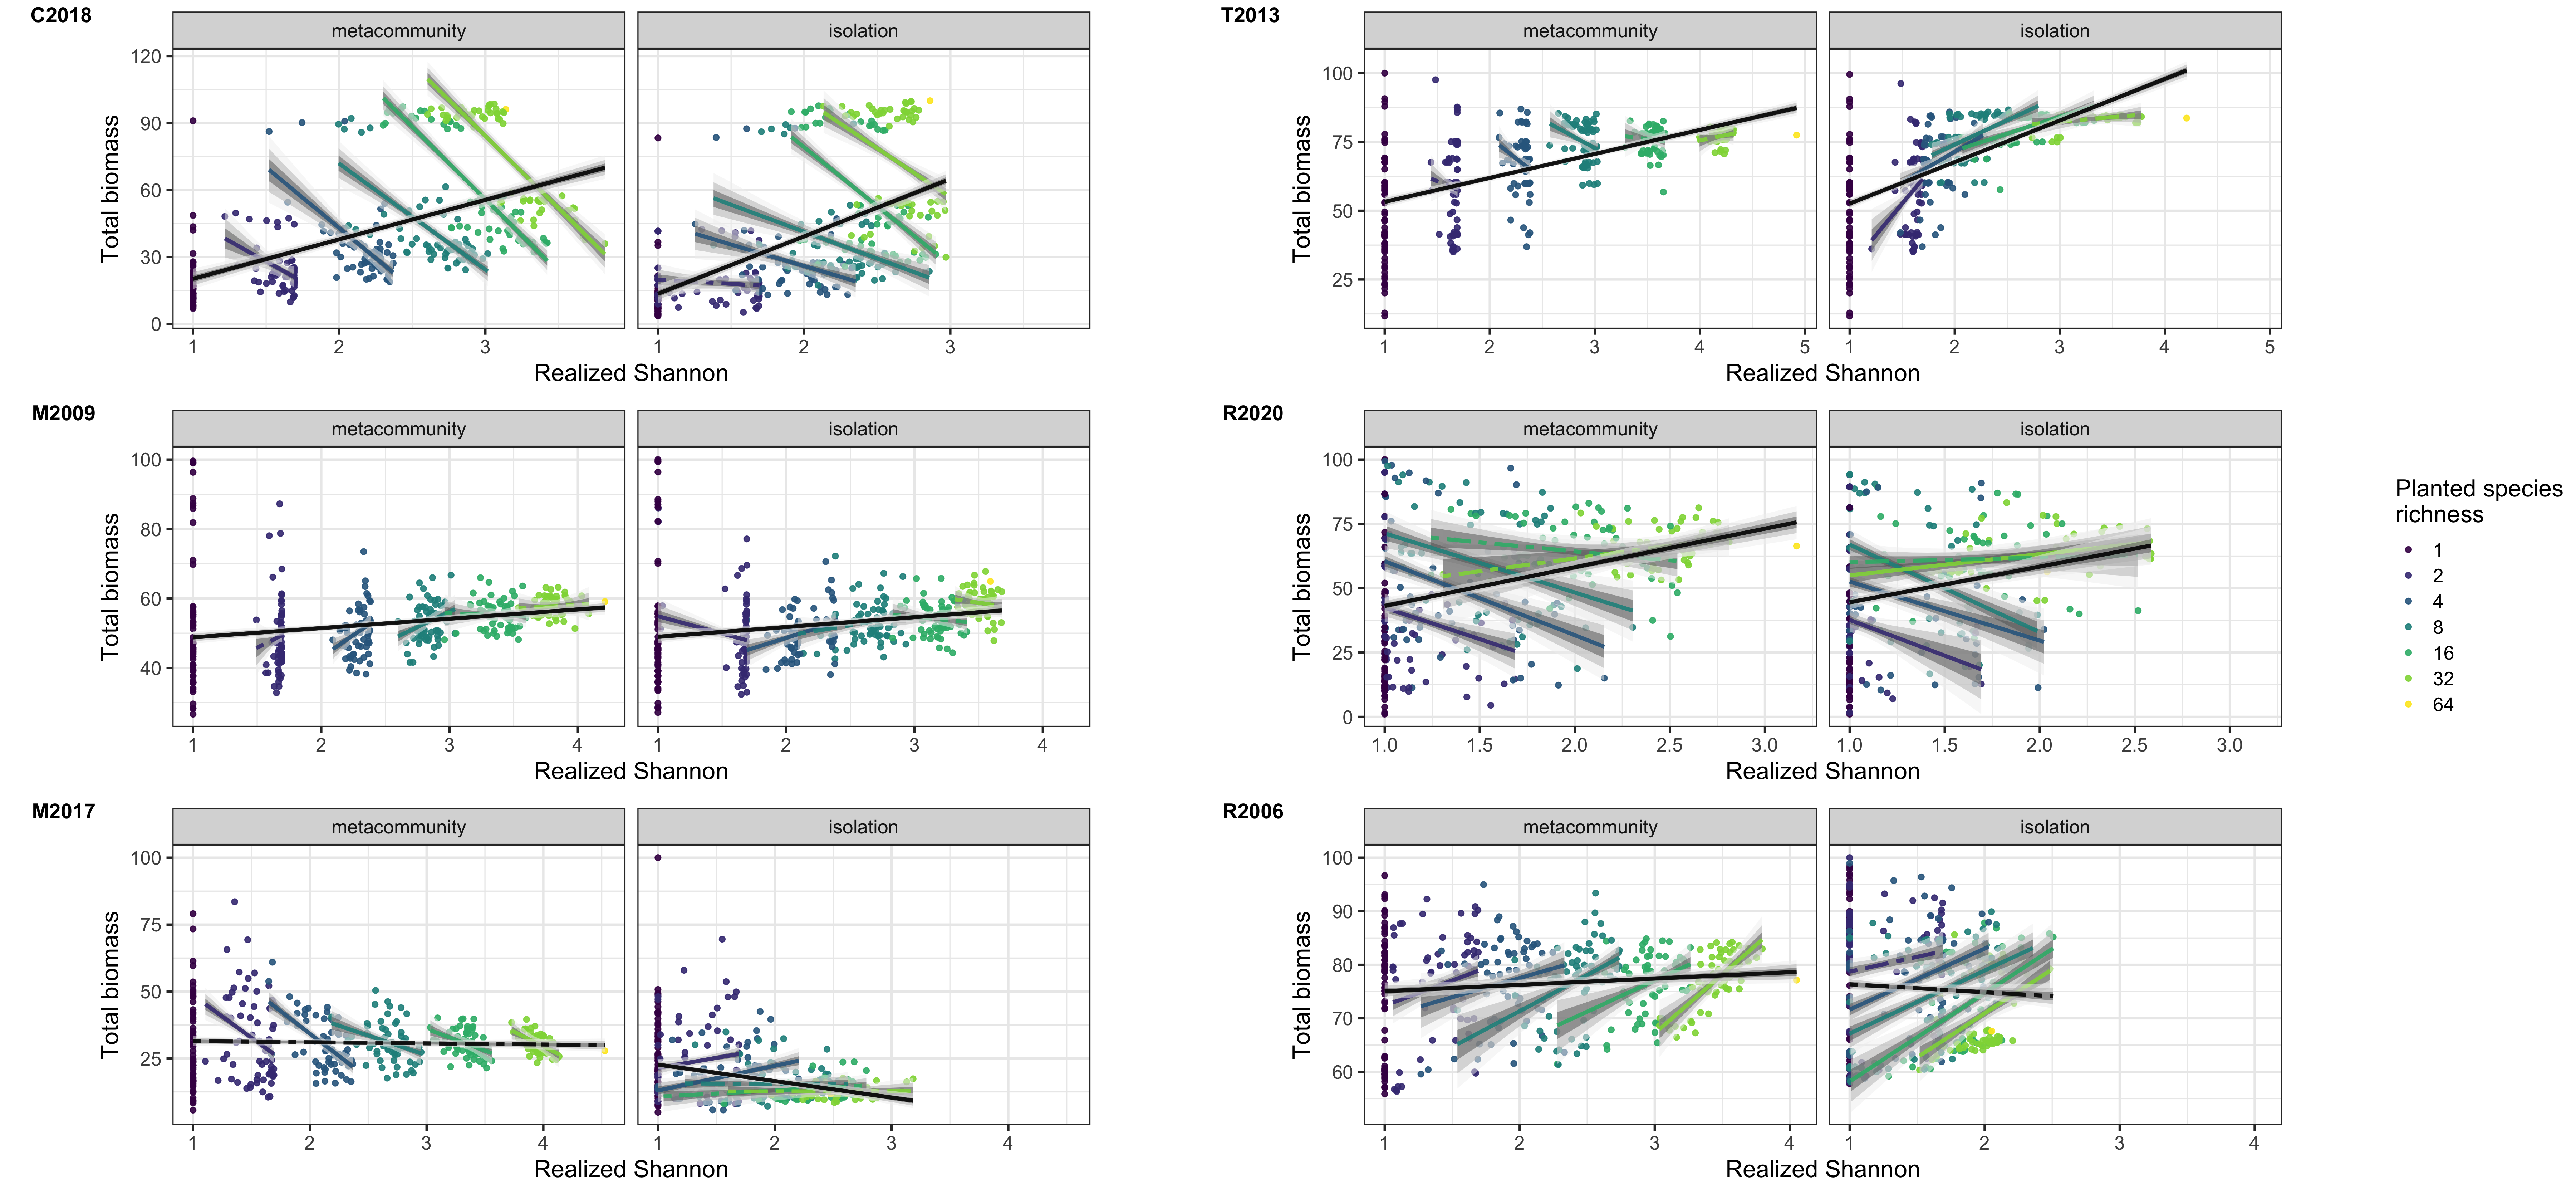 C2018
metacommunity
isolation
Total biomass
120
90
60
30
0
1 2 3
1 2 3
Realized Shannon
T2013
metacommunity
isolation
Total biomass
100
75
50
25
1 2 3 4 5
1 2 3 4 5
Realized Shannon
M2009
metacommunity
isolation
Total biomass
100
80
60
40
1 2 3 4
1 2 3 4
Realized Shannon
R2020
metacommunity
isolation
Total biomass
100
75
50
25
0
1.0 1.5 2.0 2.5 3.0
1.0 1.5 2.0 2.5 3.0
Realized Shannon
M2017
metacommunity
isolation
Total biomass
100
75
50
25
1 2 3 4
1 2 3 4
Realized Shannon
R2006
metacommunity
isolation
Total biomass
100
90
80
70
60
1 2 3 4
1 2 3 4
Realized Shannon
Planted species
richness
1
2
4
8
16
32
64